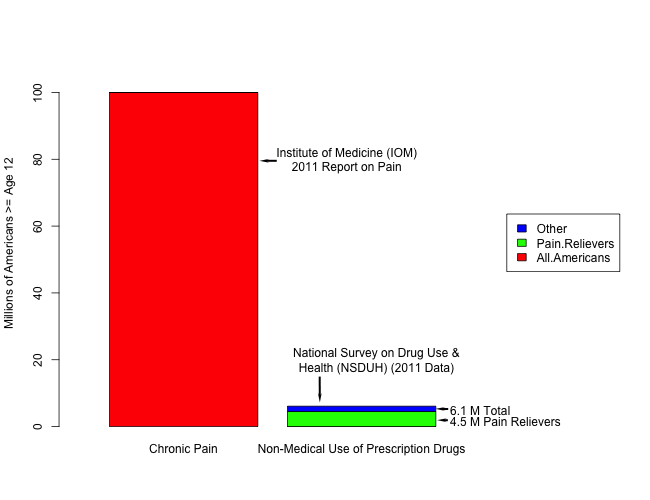 Millions of Americans >= Age 12
100
80
60
40
20
0
Institute of Medicine (IOM)
2011 Report on Pain
Other
Pain.Relievers
All.Americans
National Survey on Drug Use &
Health (NSDUH) (2011 Data)
6.1 M Total
4.5 M Pain Relievers
Chronic Pain
Non-Medical Use of Prescription Drugs